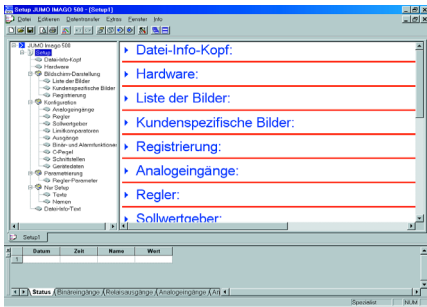 Setup JUMO IMAGO 500 - [Setup1]
Datei Editieren Datentransfer Extras Fenster Info
JUMO Imago 500
Setup
Datei-Info-Kopf
Hardware
Bildschirm-Darstellung
Liste der Bilder
Kundenspezifische Bilder
Registrierung
Konfiguration
Analogeingänge
Regler
Sollwertgeber
Limitkomparatoren
Ausgänge
Binär- und Alarmfunktionen
C-Pegel
Schnittstellen
Gerätedaten
Parametrierung
Regler-Parameter
Nur Setup
Texte
Namen
Datei-Info-Text
Datei-Info-Kopf:
Hardware:
Liste der Bilder:
Kundenspezifische Bilder:
Registrierung:
Analogeingänge:
Regler:
Sollwertgeber:
Setup1
Datum Zeit Name Wert
1
Status Binäreingänge Relaisausgänge Analogeingänge An
Spezialist NUM